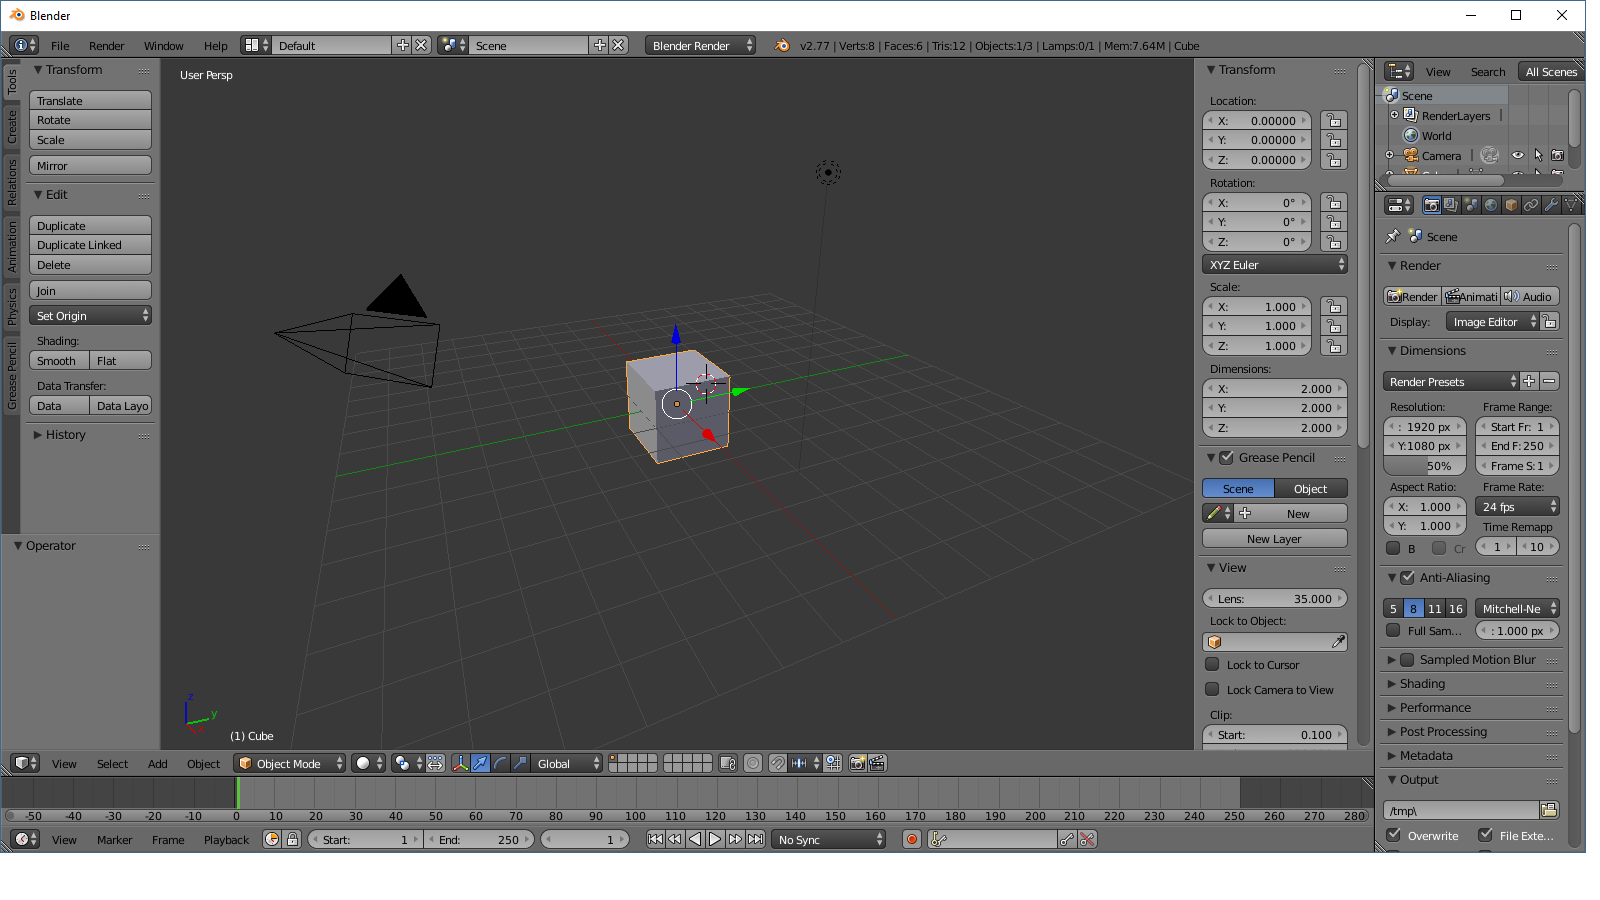 Blender
File Render Window Help Default Scene Blender Render v2.77 | Verts:8 | Faces:6 | Tris:12 | Objects:1/3 | Lamps:0/1 | Mem:7.64M | Cube
Tools
Create
Relations
Animation
Physics
Grease Pencil
Transform
Translate
Rotate
Scale
Mirror
Edit
Duplicate
Duplicate Linked
Delete
Join
Set Origin
Shading:
Smooth Flat
Data Transfer:
Data Data Layo
History
Operator
User Persp
z
y
x
(1) Cube
Transform
Location:
X: 0.00000
Y: 0.00000
Z: 0.00000
Rotation:
X: 0°
Y: 0°
Z: 0°
XYZ Euler
Scale:
X: 1.000
Y: 1.000
Z: 1.000
Dimensions:
X: 2.000
Y: 2.000
Z: 2.000
Grease Pencil
Scene Object
New
New Layer
View
Lens: 35.000
Lock to Object:
Lock to Cursor
Lock Camera to View
Clip:
Start: 0.100
View Search All Scenes
Scene
RenderLayers
World
Camera
Scene
Render
Render Animati Audio
Display: Image Editor
Dimensions
Render Presets
Resolution: Frame Range:
: 1920 px Start Fr: 1
Y:1080 px End F:250
50% Frame S:1
Aspect Ratio: Frame Rate:
X: 1.000 24 fps
Y: 1.000 Time Remapp
B Cr 1 10
Anti-Aliasing
5 8 11 16 Mitchell-Ne
Full Sam... : 1.000 px
Sampled Motion Blur
Shading
Performance
Post Processing
Metadata
Output
/tmp\
Overwrite File Exte...
View Select Add Object Object Mode Global
-50 -40 -30 -20 -10 0 10 20 30 40 50 60 70 80 90 100 110 120 130 140 150 160 170 180 190 200 210 220 230 240 250 260 270 280
View Marker Frame Playback Start: 1 End: 250 1 No Sync